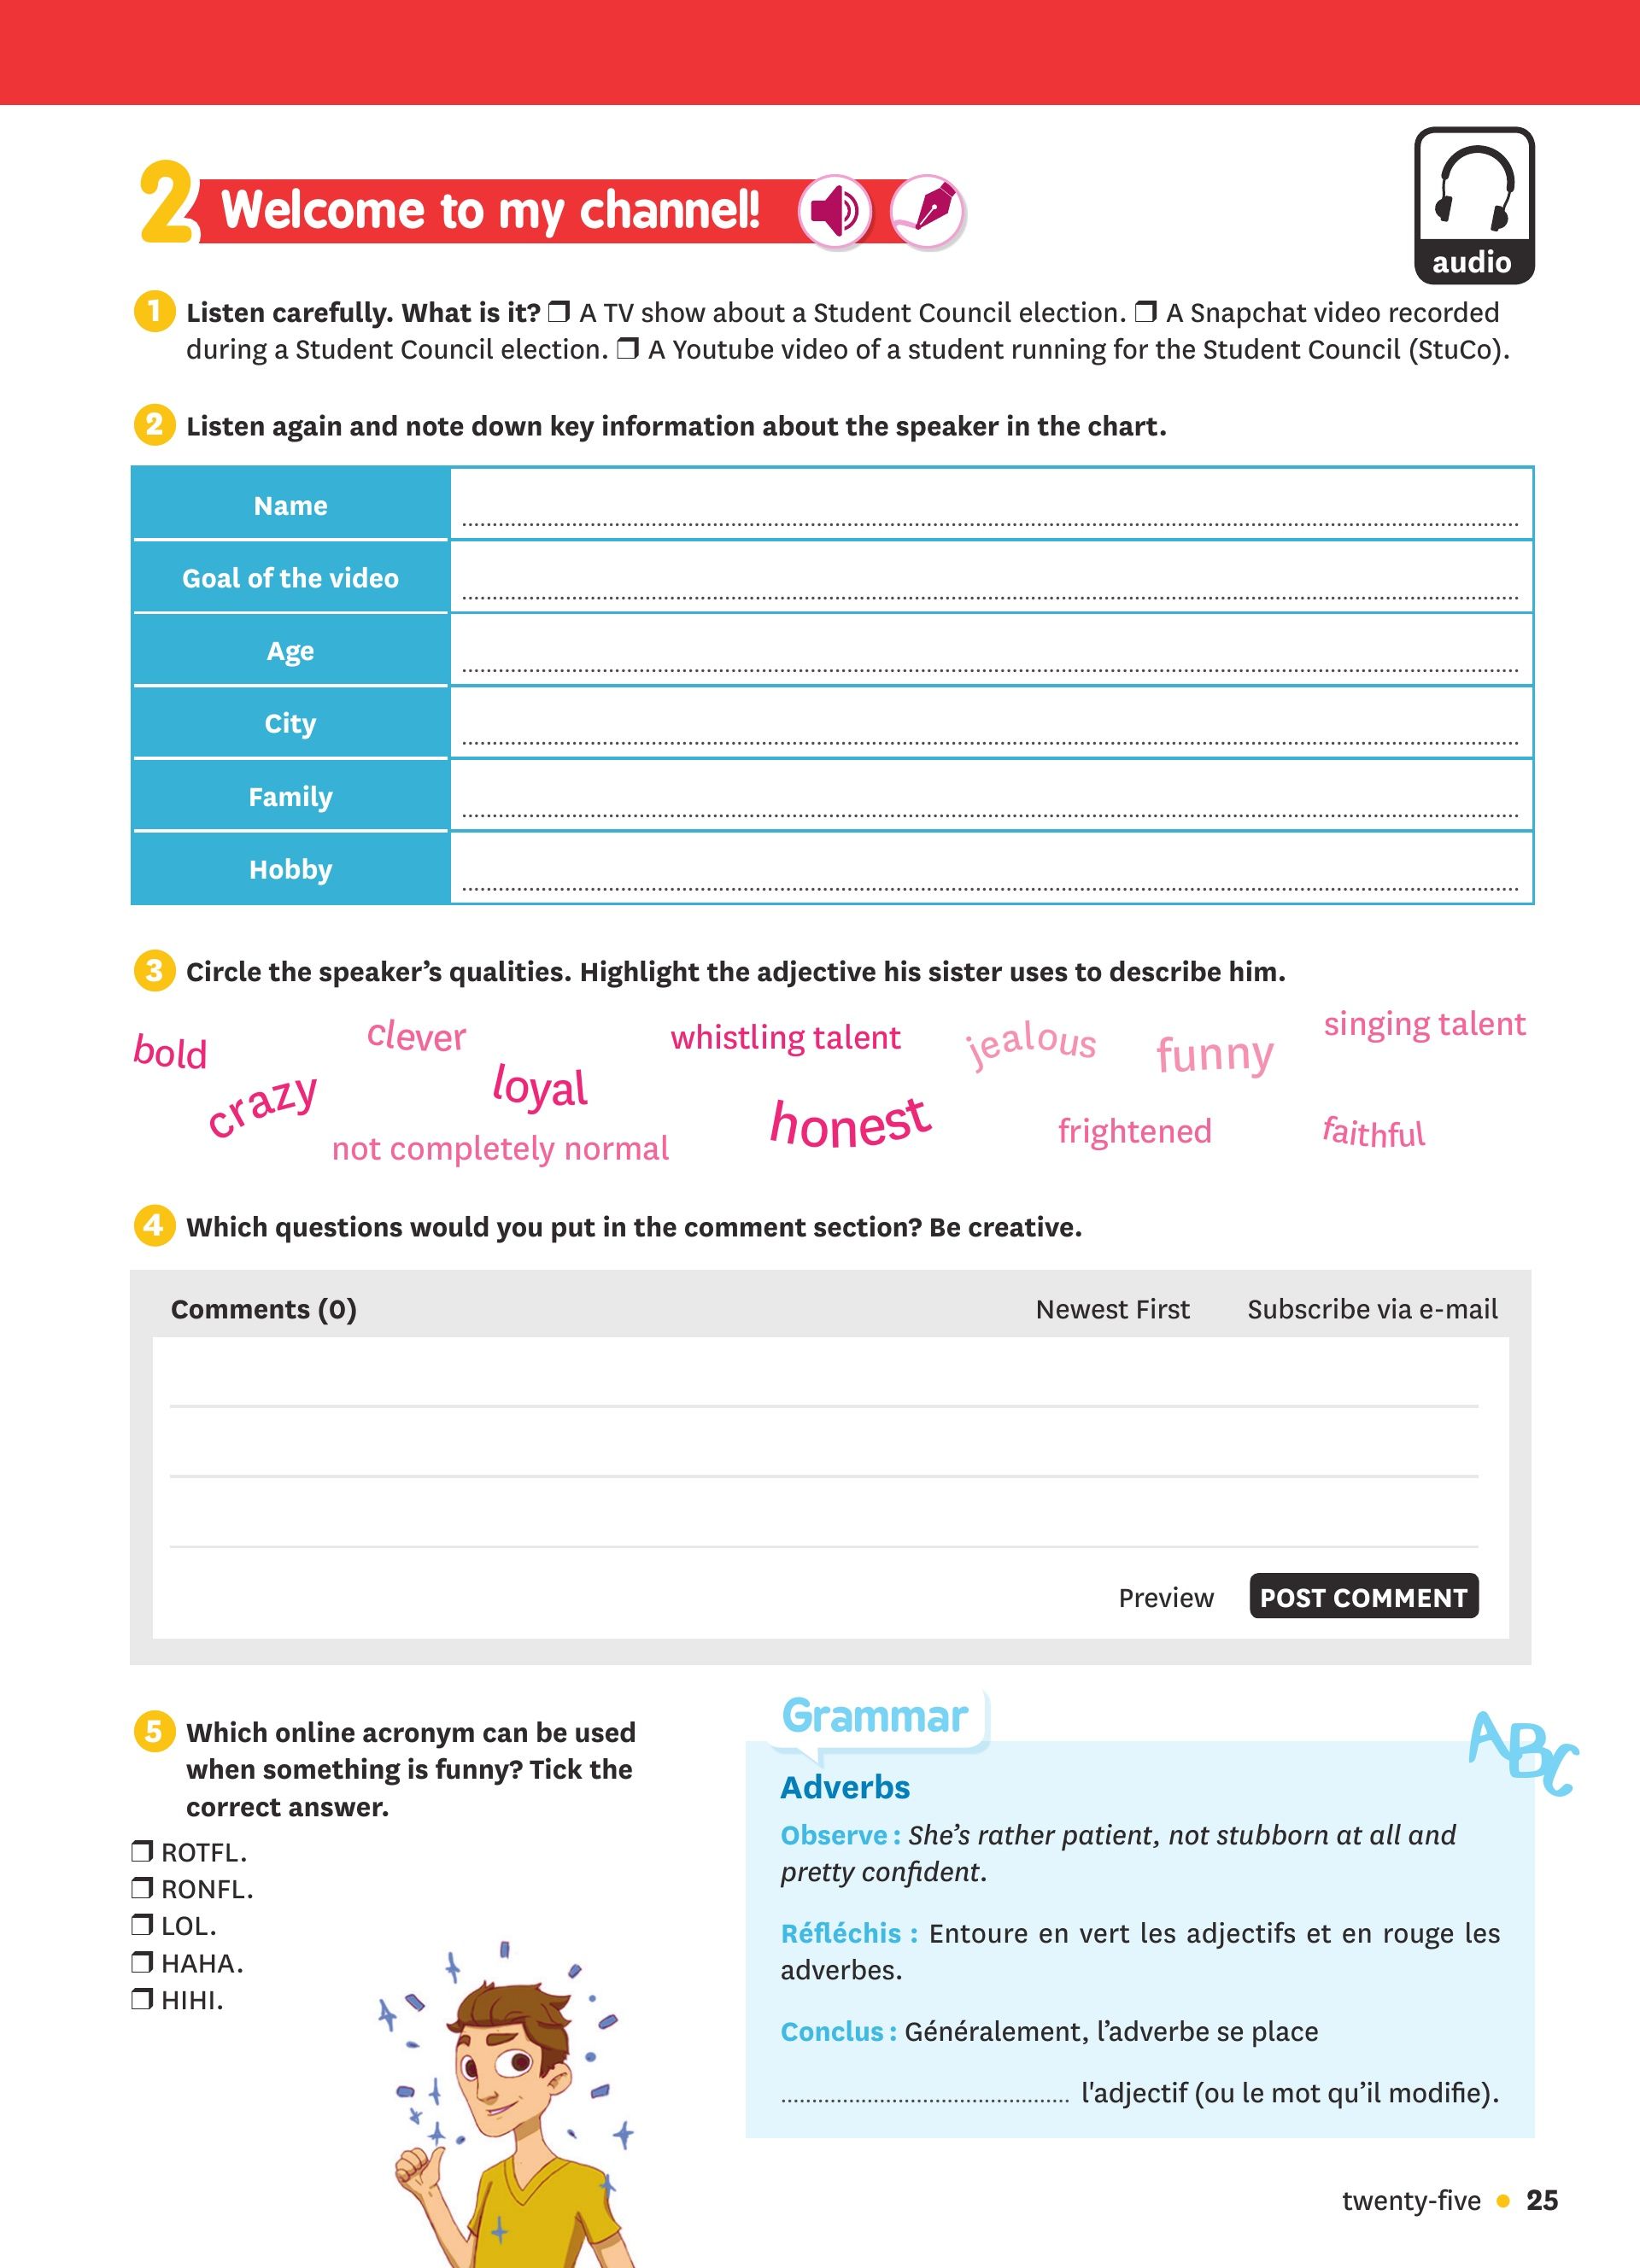 2 Welcome to my channel!
audio
1 Listen carefully. What is it? ❒ A TV show about a Student Council election. ❒ A Snapchat video recorded
during a Student Council election. ❒ A Youtube video of a student running for the Student Council (StuCo).
2 Listen again and note down key information about the speaker in the chart.
Name
Goal of the video
Age
City
Family
Hobby
3 Circle the speaker’s qualities. Highlight the adjective his sister uses to describe him.
bold
clever
whistling talent
jealous
funny
singing talent
crazy
loyal
not completely normal
honest
frightened
faithful
4 Which questions would you put in the comment section? Be creative.
Comments (0) Newest First Subscribe via e-mail
Preview POST COMMENT
5 Which online acronym can be used
when something is funny? Tick the
correct answer.
❒ ROTFL.
❒ RONFL.
❒ LOL.
❒ HAHA.
❒ HIHI.
Grammar
ABC
Adverbs
Observe : She’s rather patient, not stubborn at all and
pretty confident.
Réfléchis : Entoure en vert les adjectifs et en rouge les
adverbes.
Conclus : Généralement, l’adverbe se place
............................................ l'adjectif (ou le mot qu’il modifie).
twenty-five • 25